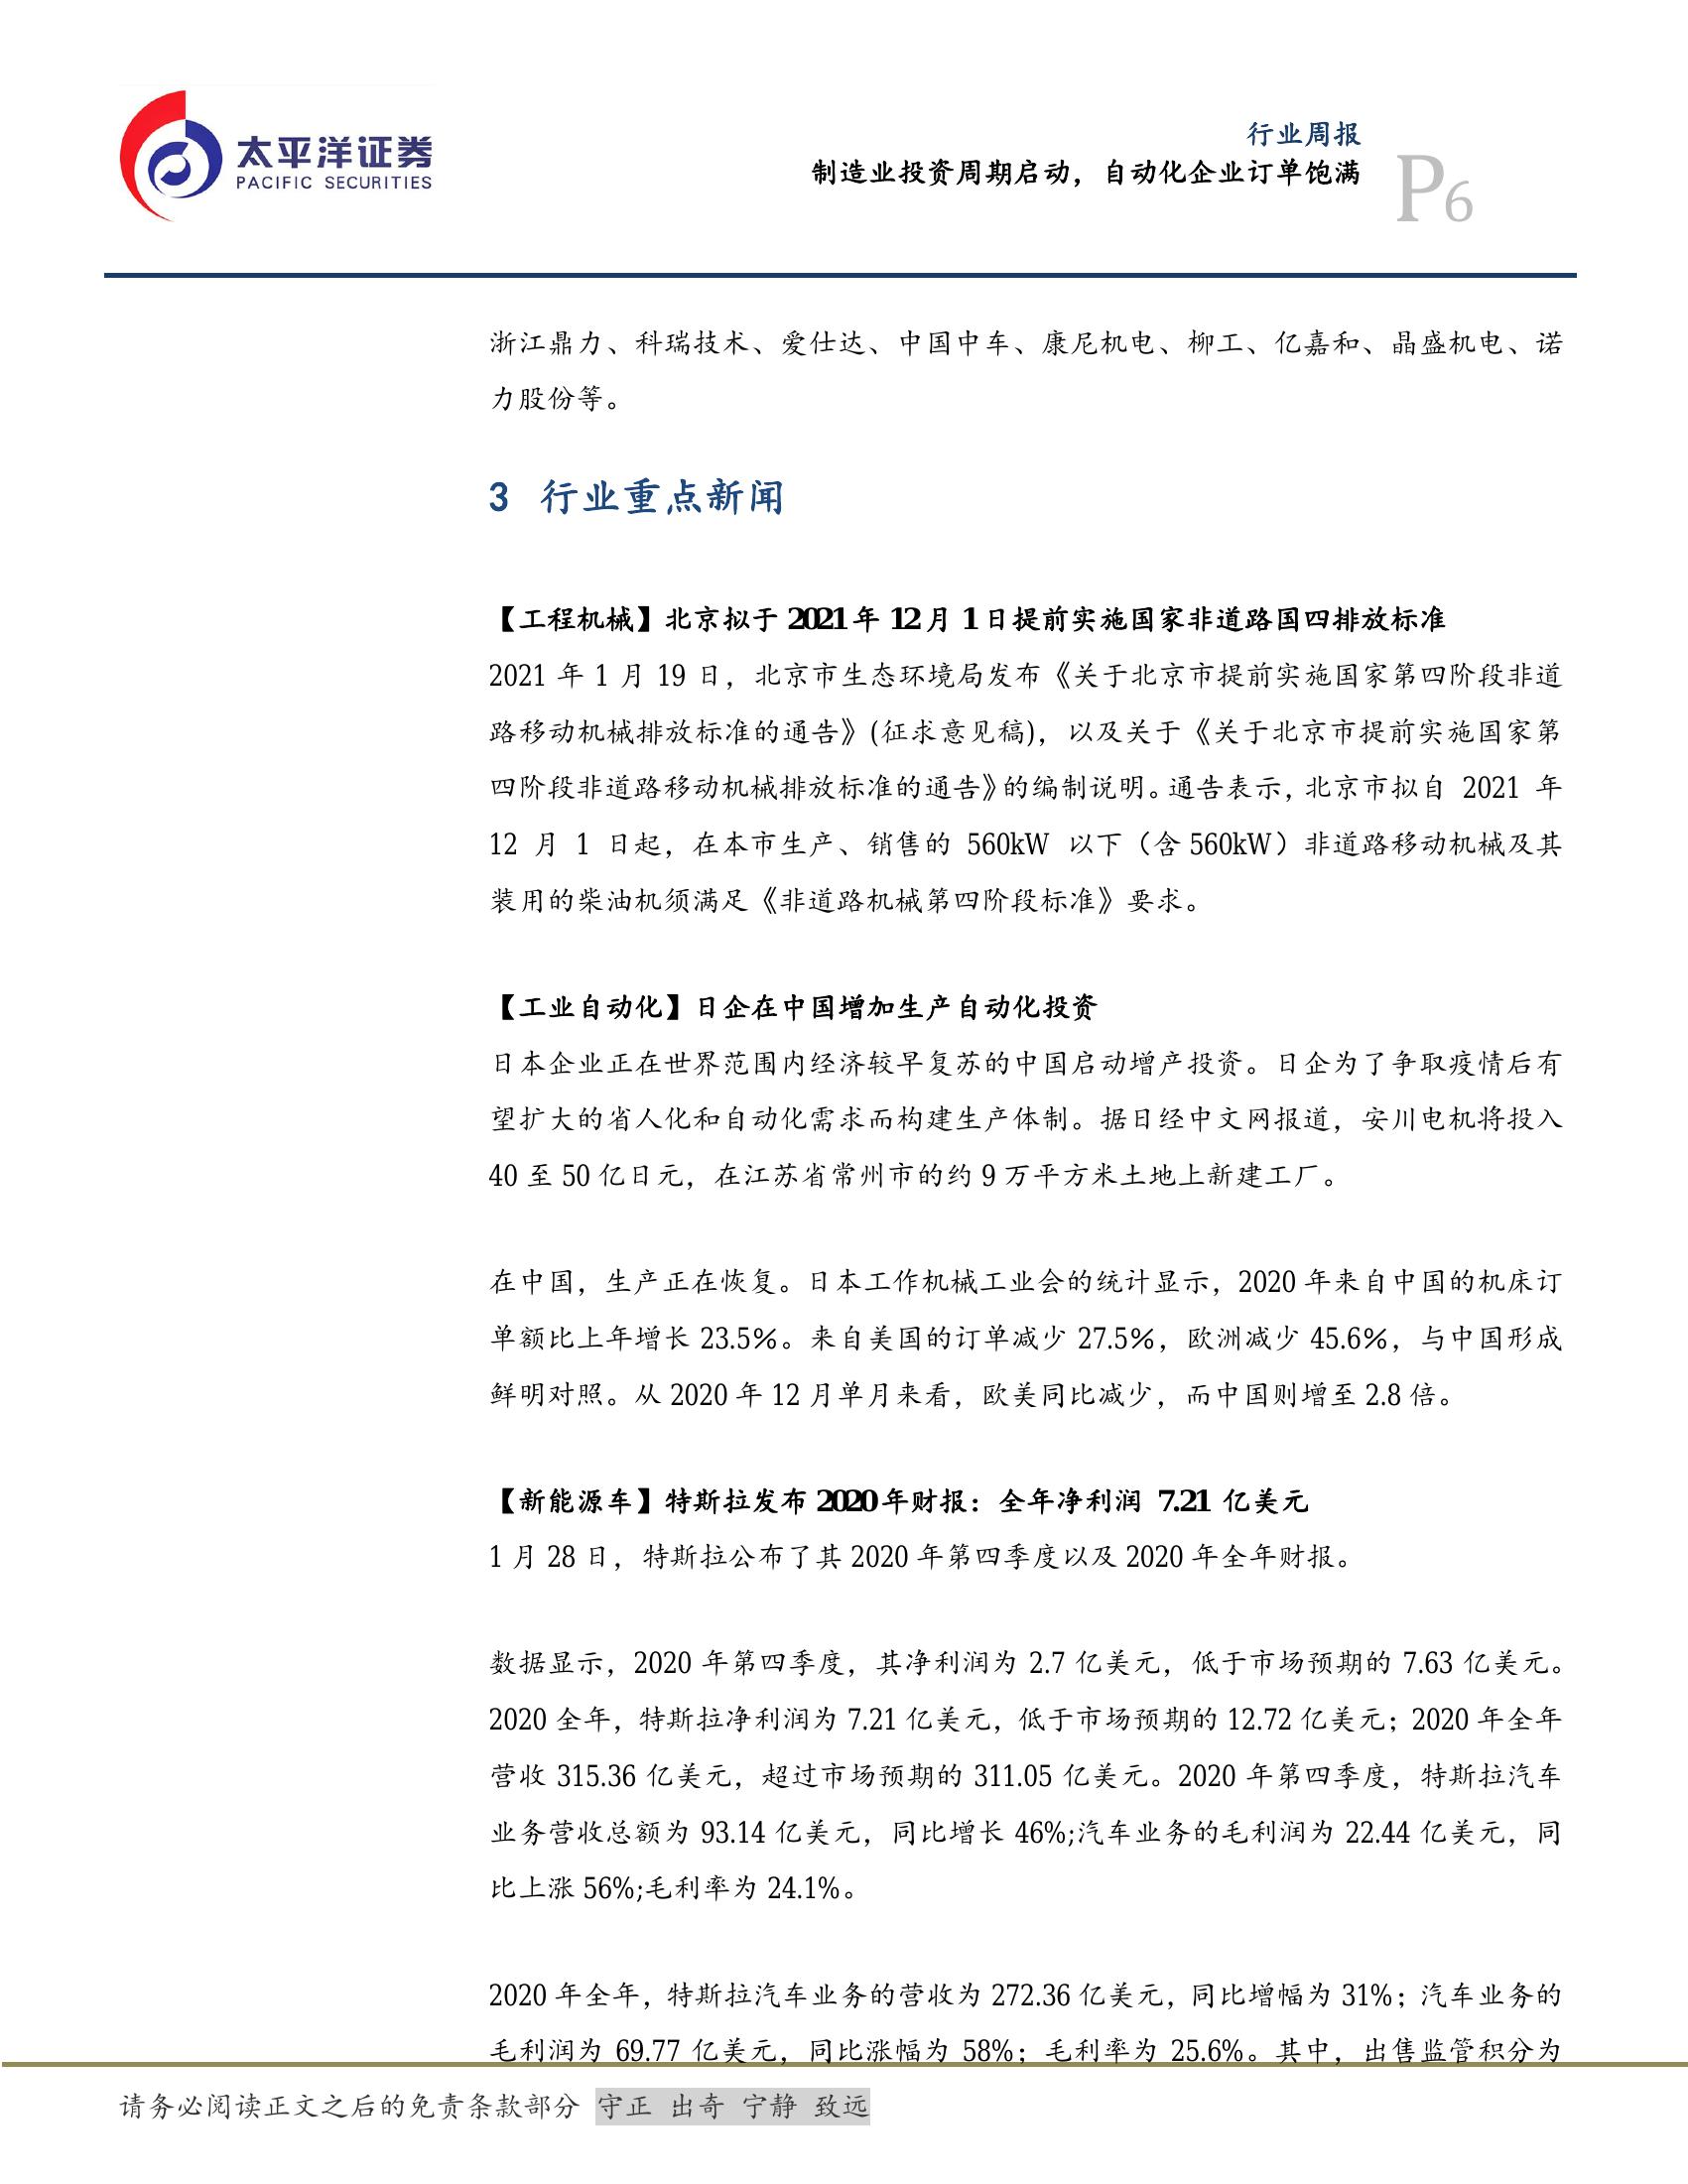 太平洋证券
PACIFIC SECURITIES
行业周报
制造业投资周期启动，自动化企业订单饱满
P6
浙江鼎力、科瑞技术、爱仕达、中国中车、康尼机电、柳工、亿嘉和、晶盛机电、诺
力股份等。
3 行业重点新闻
【工程机械】北京拟于 2021 年 12 月 1 日提前实施国家非道路国四排放标准
2021 年 1 月 19 日，北京市生态环境局发布《关于北京市提前实施国家第四阶段非道
路移动机械排放标准的通告》(征求意见稿)，以及关于《关于北京市提前实施国家第
四阶段非道路移动机械排放标准的通告》的编制说明。通告表示，北京市拟自 2021 年
12 月 1 日起，在本市生产、销售的 560kW 以下（含 560kW）非道路移动机械及其
装用的柴油机须满足《非道路机械第四阶段标准》要求。
【工业自动化】日企在中国增加生产自动化投资
日本企业正在世界范围内经济较早复苏的中国启动增产投资。日企为了争取疫情后有
望扩大的省人化和自动化需求而构建生产体制。据日经中文网报道，安川电机将投入
40 至 50 亿日元，在江苏省常州市的约 9 万平方米土地上新建工厂。
在中国，生产正在恢复。日本工作机械工业会的统计显示，2020 年来自中国的机床订
单额比上年增长 23.5%。来自美国的订单减少 27.5%，欧洲减少 45.6%，与中国形成
鲜明对照。从 2020 年 12 月单月来看，欧美同比减少，而中国则增至 2.8 倍。
【新能源车】特斯拉发布 2020 年财报：全年净利润 7.21 亿美元
1 月 28 日，特斯拉公布了其 2020 年第四季度以及 2020 年全年财报。
数据显示，2020 年第四季度，其净利润为 2.7 亿美元，低于市场预期的 7.63 亿美元。
2020 全年，特斯拉净利润为 7.21 亿美元，低于市场预期的 12.72 亿美元；2020 年全年
营收 315.36 亿美元，超过市场预期的 311.05 亿美元。2020 年第四季度，特斯拉汽车
业务营收总额为 93.14 亿美元，同比增长 46%;汽车业务的毛利润为 22.44 亿美元，同
比上涨 56%;毛利率为 24.1%。
2020 年全年，特斯拉汽车业务的营收为 272.36 亿美元，同比增幅为 31%；汽车业务的
毛利润为 69.77 亿美元，同比涨幅为 58%；毛利率为 25.6%。其中，出售监管积分为
请务必阅读正文之后的免责条款部分 守正 出奇 宁静 致远